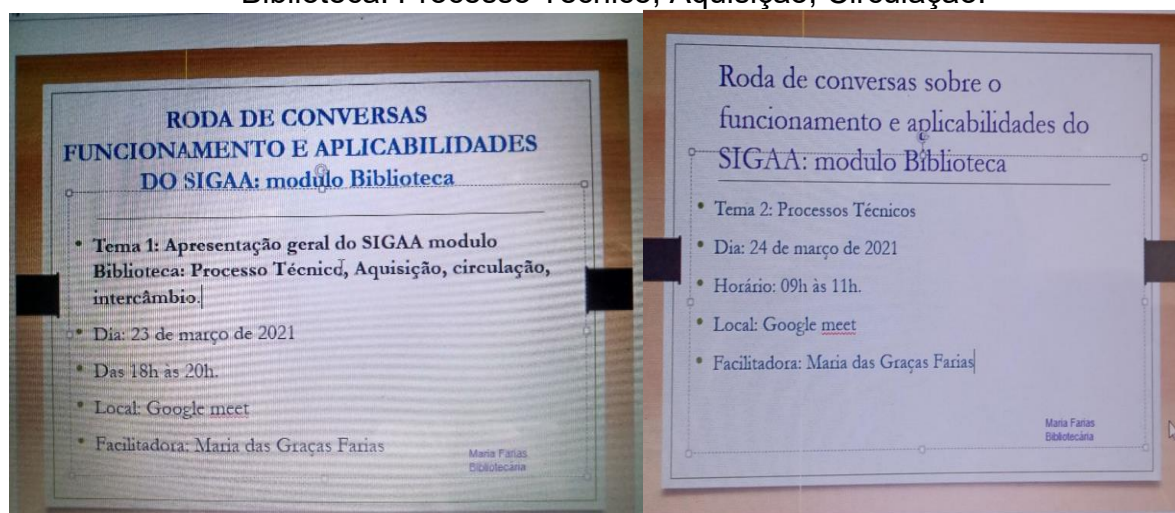 Biblioteca: Processo Técnico, Aquisição, Circulação.
RODA DE CONVERSAS
FUNCIONAMENTO E APLICABILIDADES
DO SIGAA: modulo Biblioteca
• Tema 1: Apresentação geral do SIGAA modulo
Biblioteca: Processo Técnico, Aquisição, circulação,
intercâmbio.
• Dia: 23 de março de 2021
• Das 18h às 20h.
• Local: Google meet
• Facilitadora: Maria das Graças Farias
Maria Farias
Bibliotecária
Roda de conversas sobre o
funcionamento e aplicabilidades do
SIGAA: modulo Biblioteca
• Tema 2: Processos Técnicos
• Dia: 24 de março de 2021
• Horário: 09h às 11h.
• Local: Google meet
• Facilitadora: Maria das Graças Farias
Maria Farias
Bibliotecária